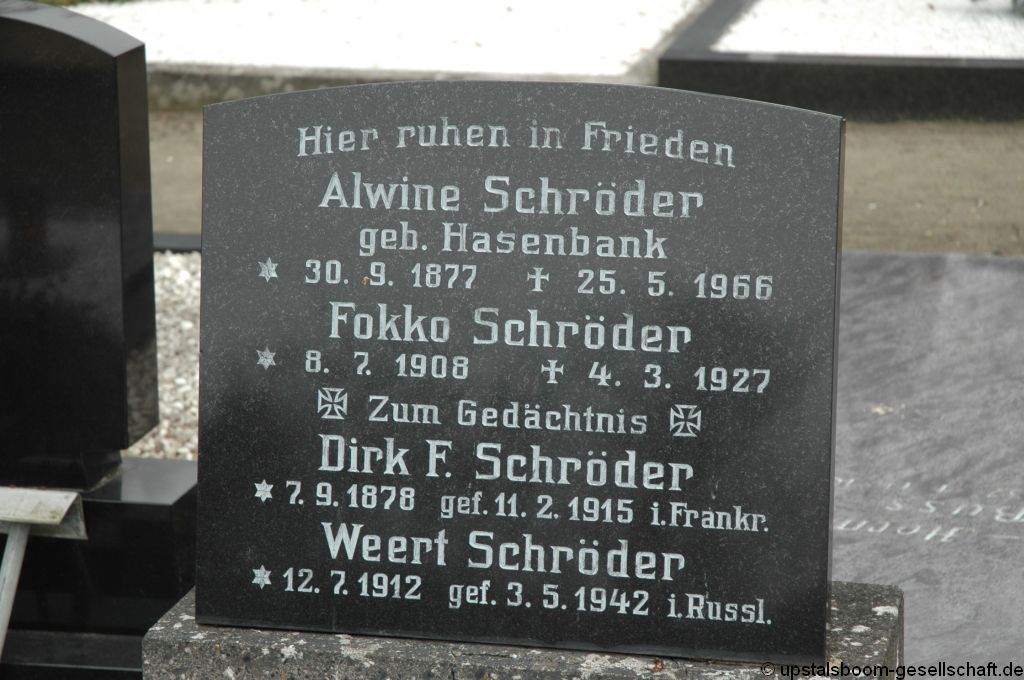 Hier ruhen in Frieden
Alwine Schröder
geb. Hasenbank
30. 9. 1877 25. 5. 1966
Fokko Schröder
8. 7. 1908 4. 3. 1927
Zum Gedächtnis
Dirk F. Schröder
7. 9. 1878 gef. 11. 2. 1915 i. Frankr.
Weert Schröder
12. 7. 1912 gef. 3. 5. 1942 i. Russl.
© upstalsboom-gesellschaft.de